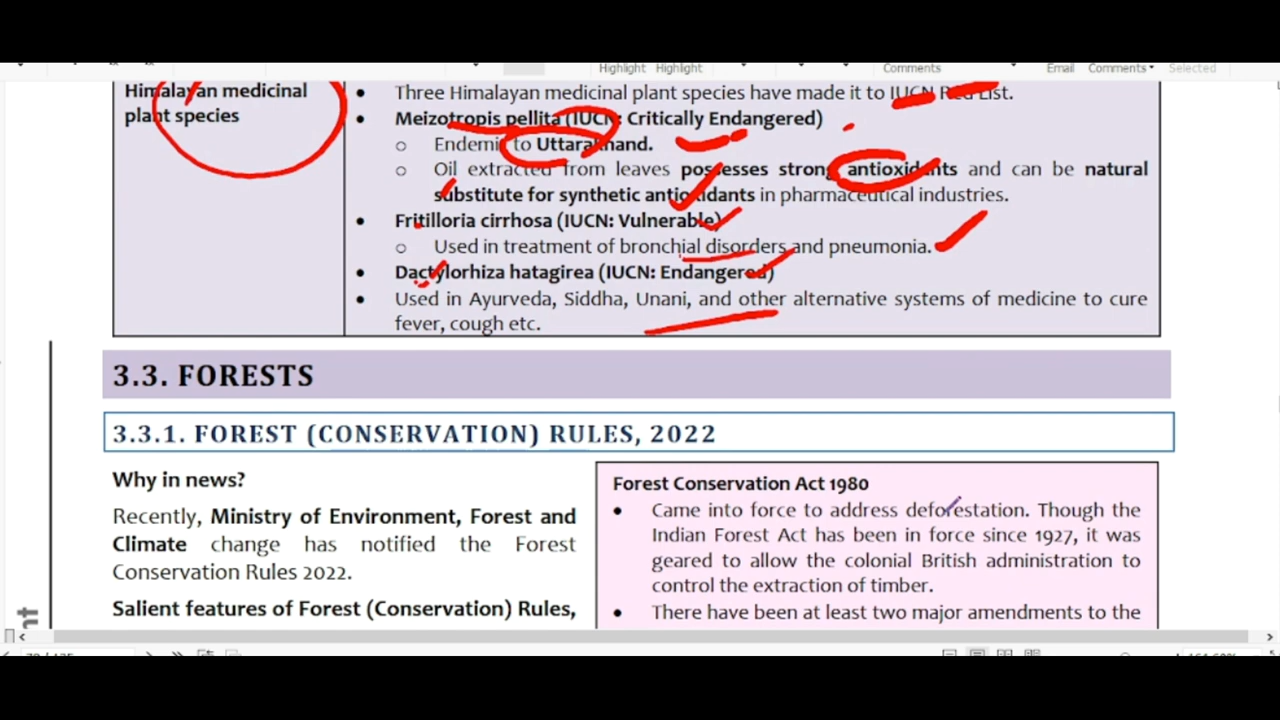 Highlight Highlight Comments Email Comments Selected
Himalayan medicinal
plant species
• Three Himalayan medicinal plant species have made it to IUCN Red List.
• Meizotropis pellita (IUCN: Critically Endangered)
o Endemic to Uttarakhand.
o Oil extracted from leaves possesses strong antioxidants and can be natural
substitute for synthetic antioxidants in pharmaceutical industries.
• Fritilloria cirrhosa (IUCN: Vulnerable)
o Used in treatment of bronchial disorders and pneumonia.
• Dactylorhiza hatagirea (IUCN: Endangered)
• Used in Ayurveda, Siddha, Unani, and other alternative systems of medicine to cure
fever, cough etc.
3.3. FORESTS
3.3.1. FOREST (CONSERVATION) RULES, 2022
Why in news?
Recently, Ministry of Environment, Forest and
Climate change has notified the Forest
Conservation Rules 2022.
Salient features of Forest (Conservation) Rules,
Forest Conservation Act 1980
• Came into force to address deforestation. Though the
Indian Forest Act has been in force since 1927, it was
geared to allow the colonial British administration to
control the extraction of timber.
• There have been at least two major amendments to the